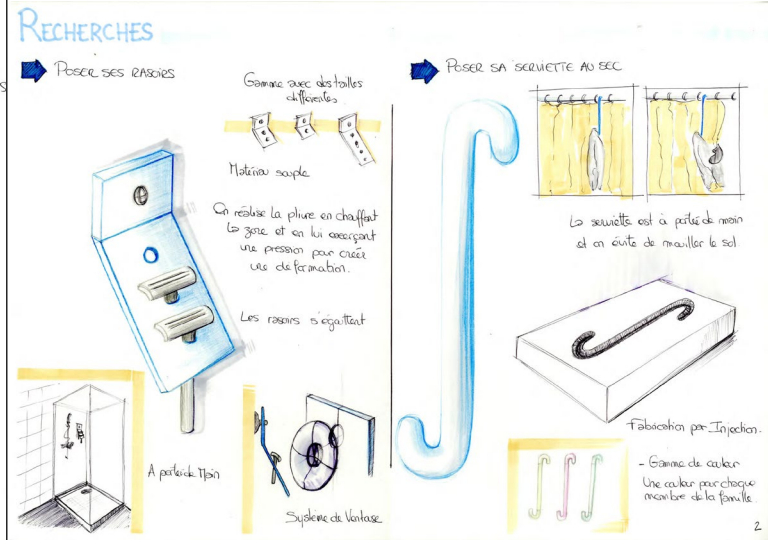 RECHERCHES
POSER SES RASOIRS
Gamme avec des tailles
différentes.
Matériau souple
On réalise la pliure en chauffant
la zone et en lui exerçant
une pression pour créer
une déformation.
Les rasoirs s'égouttent
A portée de Main
Système de Ventouse
POSER SA SERVIETTE AU SEC
La serviette est à portée de main
et on évite de mouiller le sol.
Fabrication par Injection.
- Gamme de couleur
Une couleur pour chaque
membre de la famille
2
s